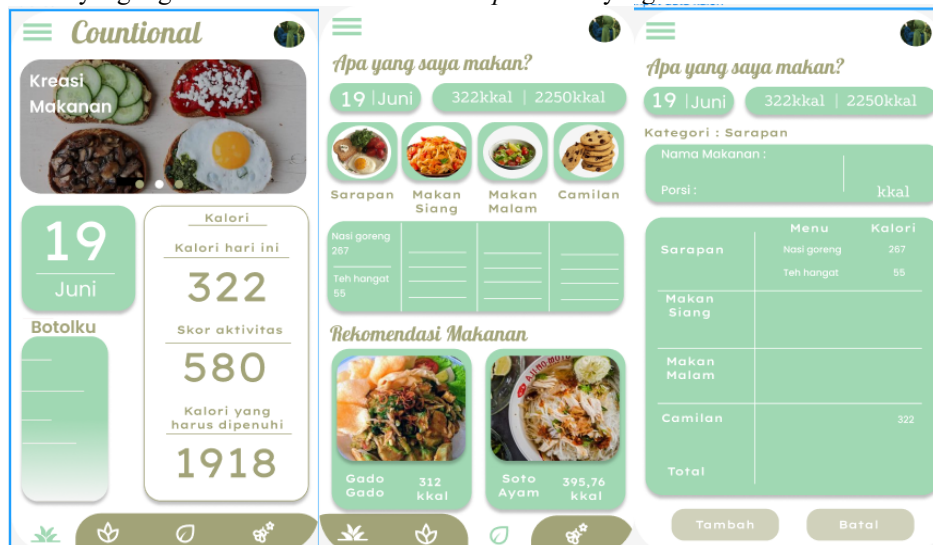 Countional
Kreasi
Makanan
19
Juni
Botolku
Kalori
Kalori hari ini
322
Skor aktivitas
580
Kalori yang
harus dipenuhi
1918
Apa yang saya makan?
19 | Juni
322kkal | 2250kkal
Sarapan
Makan
Siang
Makan
Malam
Camilan
Nasi goreng
267
Teh hangat
55
Rekomendasi Makanan
Gado
Gado
312
kkal
Soto
Ayam
395,76
kkal
Apa yang saya makan?
19 | Juni
322kkal | 2250kkal
Kategori : Sarapan
Nama Makanan :
Porsi :
kkal
Menu Kalori
Sarapan
Nasi goreng 267
Teh hangat 55
Makan
Siang
Makan
Malam
Camilan
322
Total
Tambah
Batal